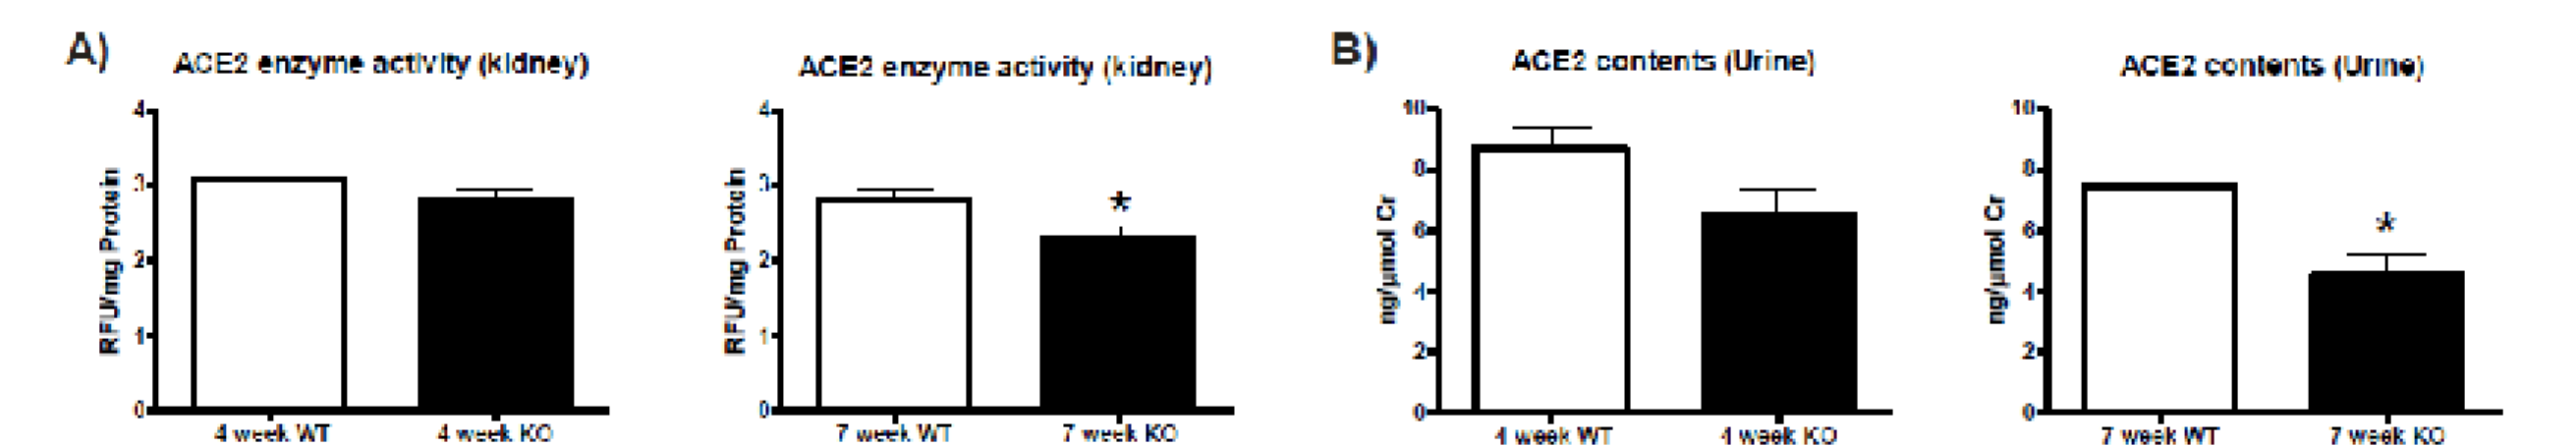 A)
ACE2 enzyme activity (kidney)
4
3
2
1
0
RFU/mg Protein
4 week WT
4 week KO
ACE2 enzyme activity (kidney)
4
3
2
1
0
RFU/mg Protein
*
7 week WT
7 week KO
B)
ACE2 contents (Urine)
10
8
6
4
2
0
ng/µmol Cr
4 week WT
4 week KO
ACE2 contents (Urine)
10
8
6
4
2
0
ng/µmol Cr
*
7 week WT
7 week KO